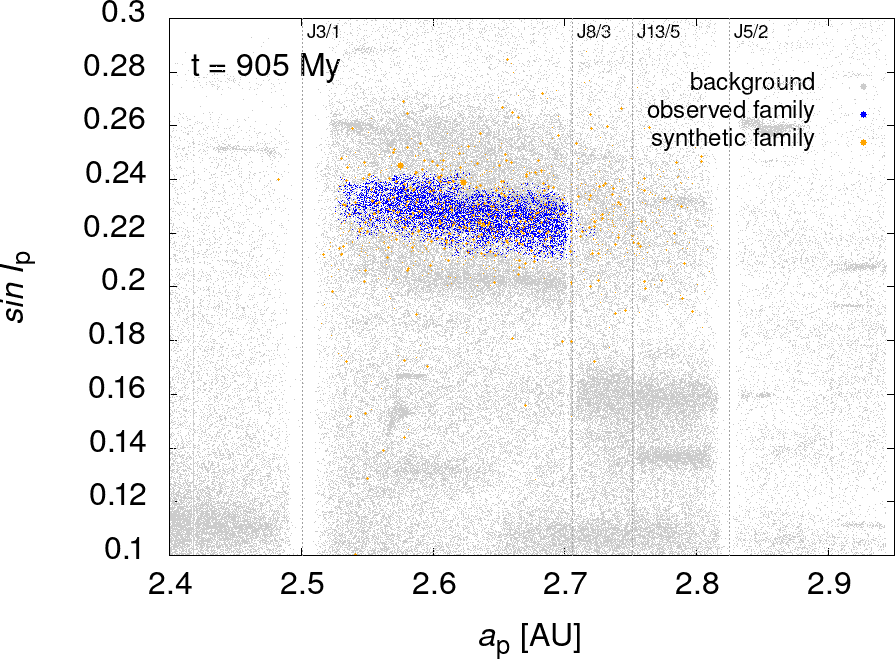 0.3
0.28
0.26
0.24
0.22
0.2
0.18
0.16
0.14
0.12
0.1
sin Ip
J3/1
J8/3
J13/5
J5/2
t = 905 My
background
observed family
synthetic family
2.4
2.5
2.6
2.7
2.8
2.9
ap [AU]